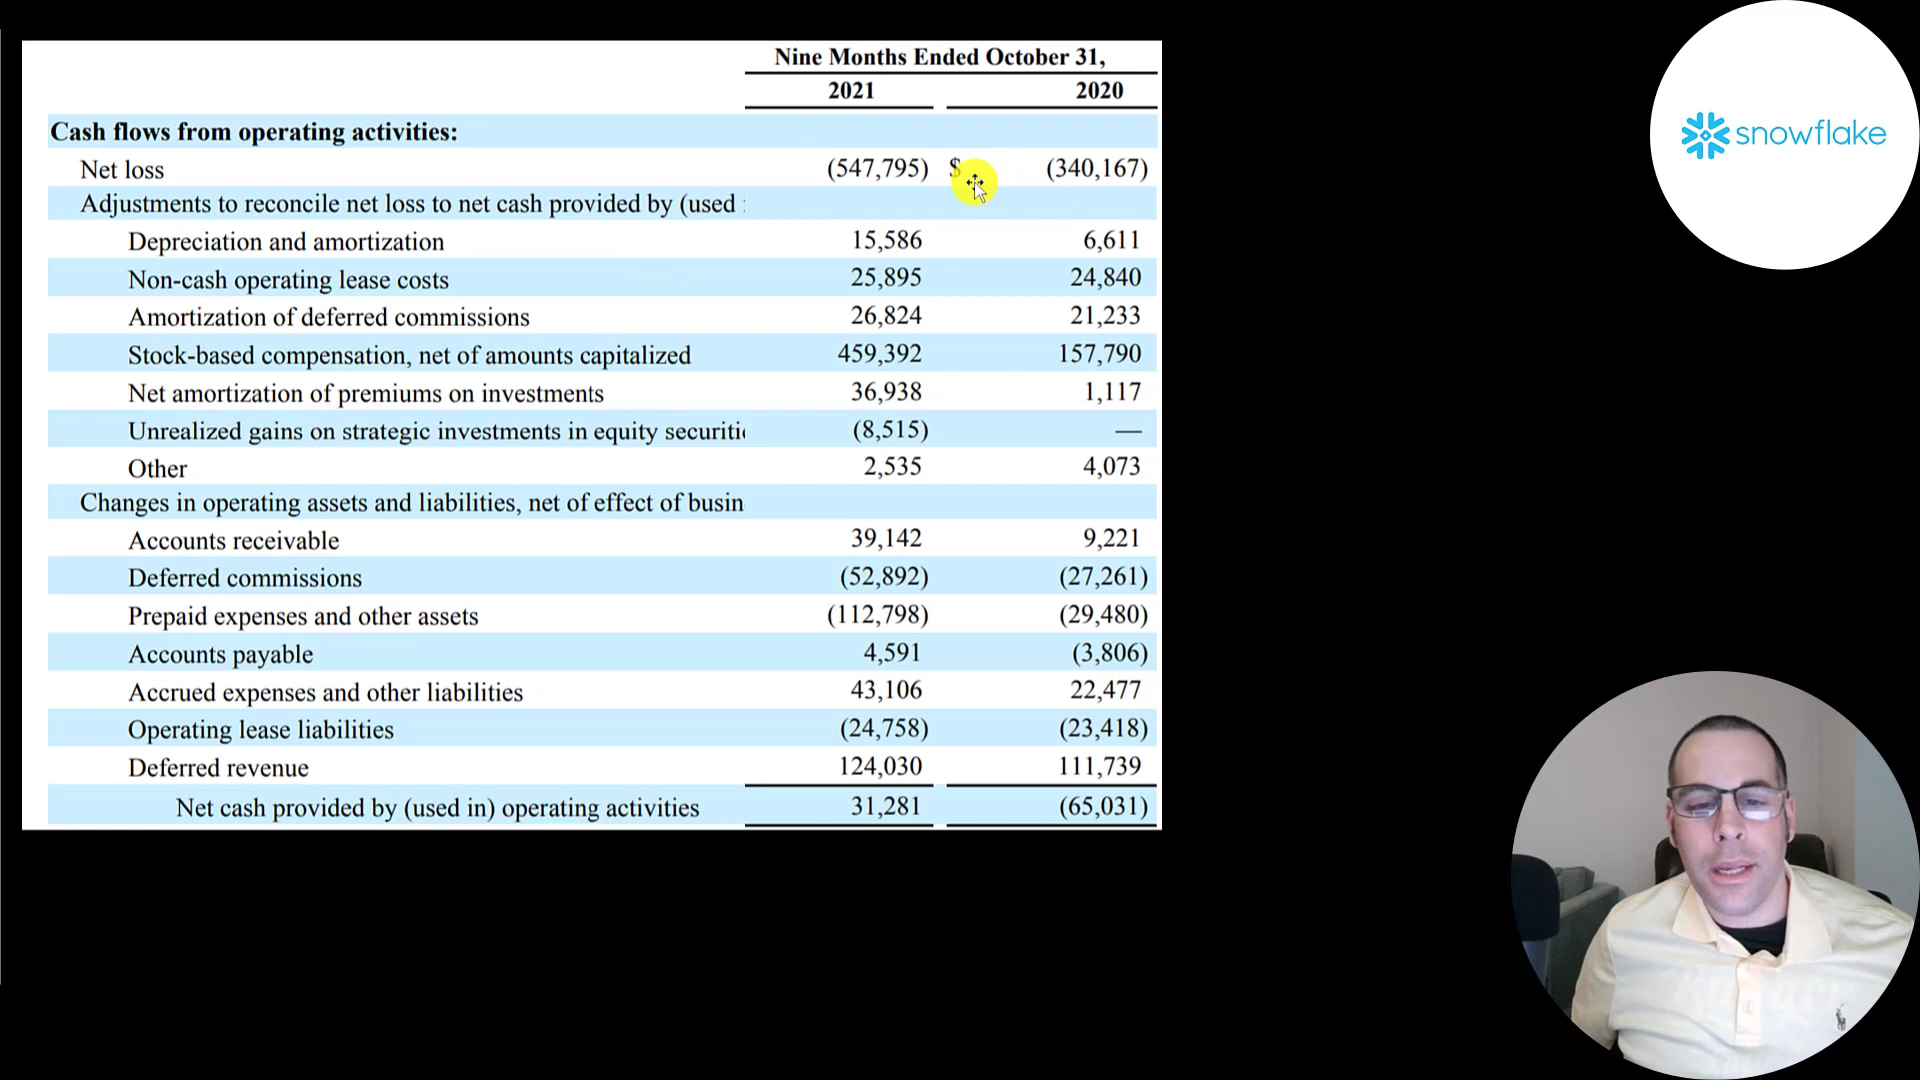 Nine Months Ended October 31,
2021 2020
Cash flows from operating activities:
Net loss (547,795) $ (340,167)
Adjustments to reconcile net loss to net cash provided by (used
Depreciation and amortization 15,586 6,611
Non-cash operating lease costs 25,895 24,840
Amortization of deferred commissions 26,824 21,233
Stock-based compensation, net of amounts capitalized 459,392 157,790
Net amortization of premiums on investments 36,938 1,117
Unrealized gains on strategic investments in equity securiti (8,515) —
Other 2,535 4,073
Changes in operating assets and liabilities, net of effect of busin
Accounts receivable 39,142 9,221
Deferred commissions (52,892) (27,261)
Prepaid expenses and other assets (112,798) (29,480)
Accounts payable 4,591 (3,806)
Accrued expenses and other liabilities 43,106 22,477
Operating lease liabilities (24,758) (23,418)
Deferred revenue 124,030 111,739
Net cash provided by (used in) operating activities 31,281 (65,031)
snowflake